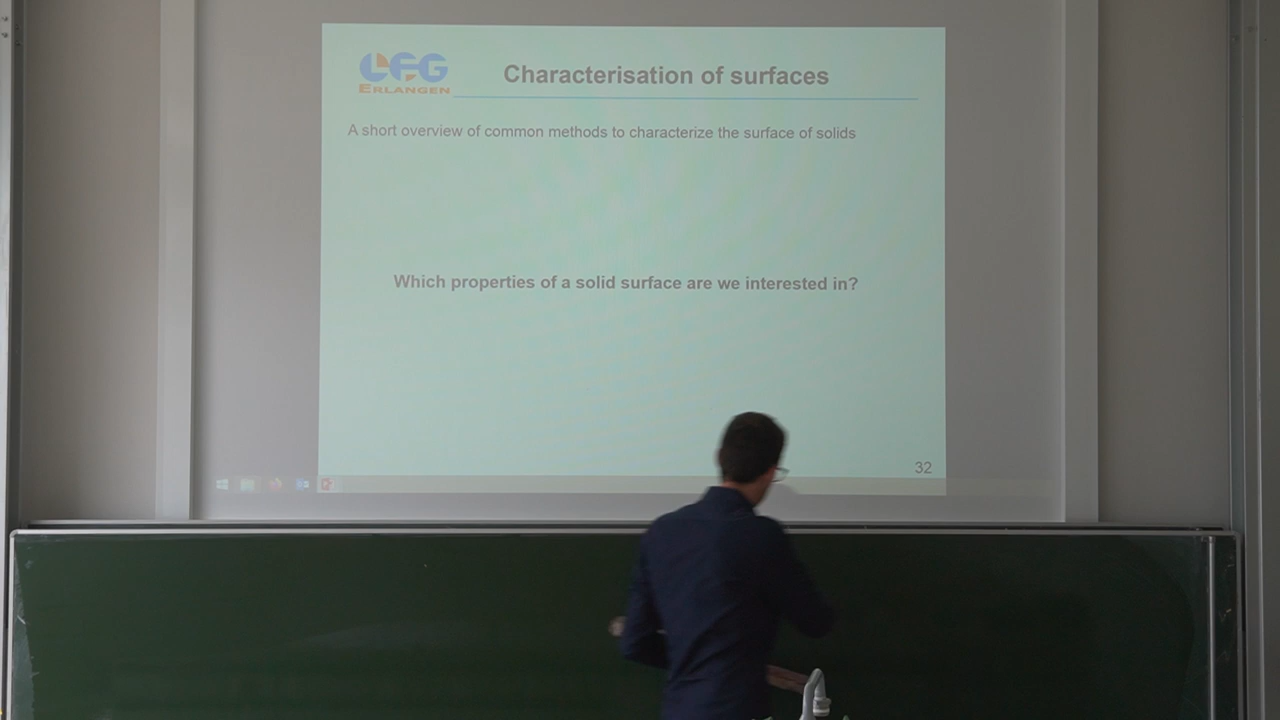 LFG
ERLANGEN
Characterisation of surfaces
A short overview of common methods to characterize the surface of solids
Which properties of a solid surface are we interested in?
32